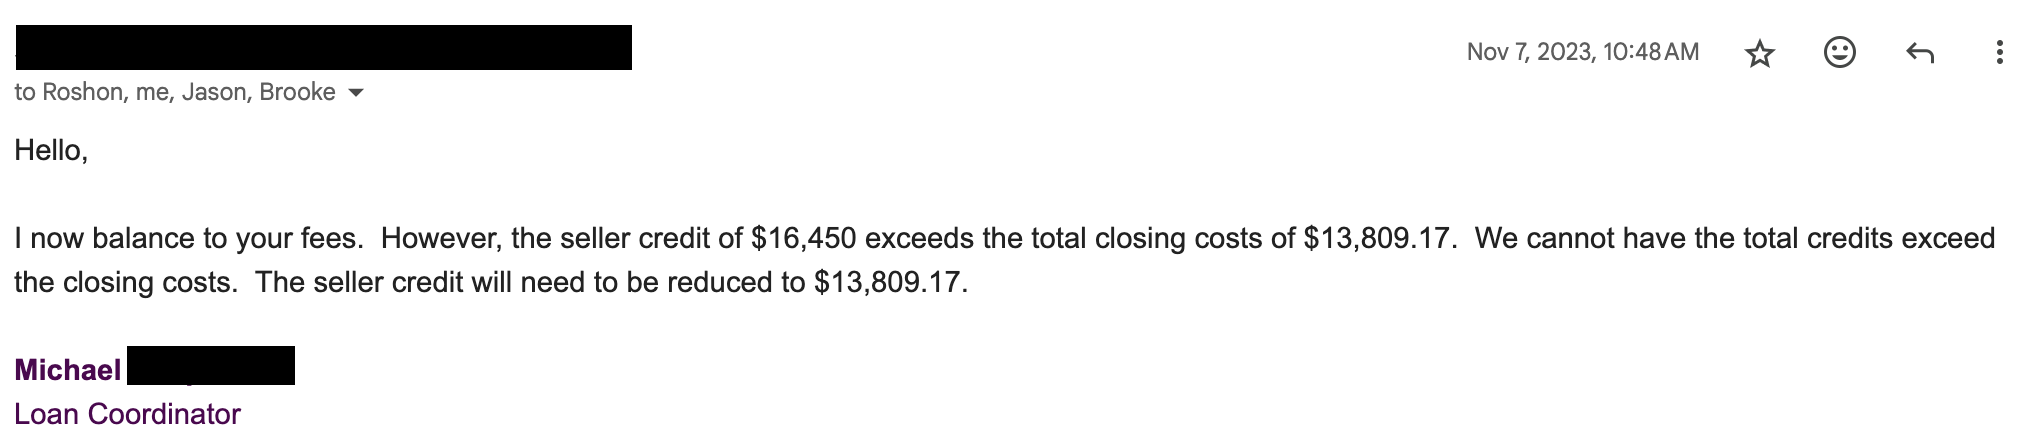 Nov 7, 2023, 10:48 AM
to Roshon, me, Jason, Brooke
Hello,
I now balance to your fees.  However, the seller credit of $16,450 exceeds the total closing costs of $13,809.17.  We cannot have the total credits exceed
the closing costs.  The seller credit will need to be reduced to $13,809.17.
Michael
Loan Coordinator